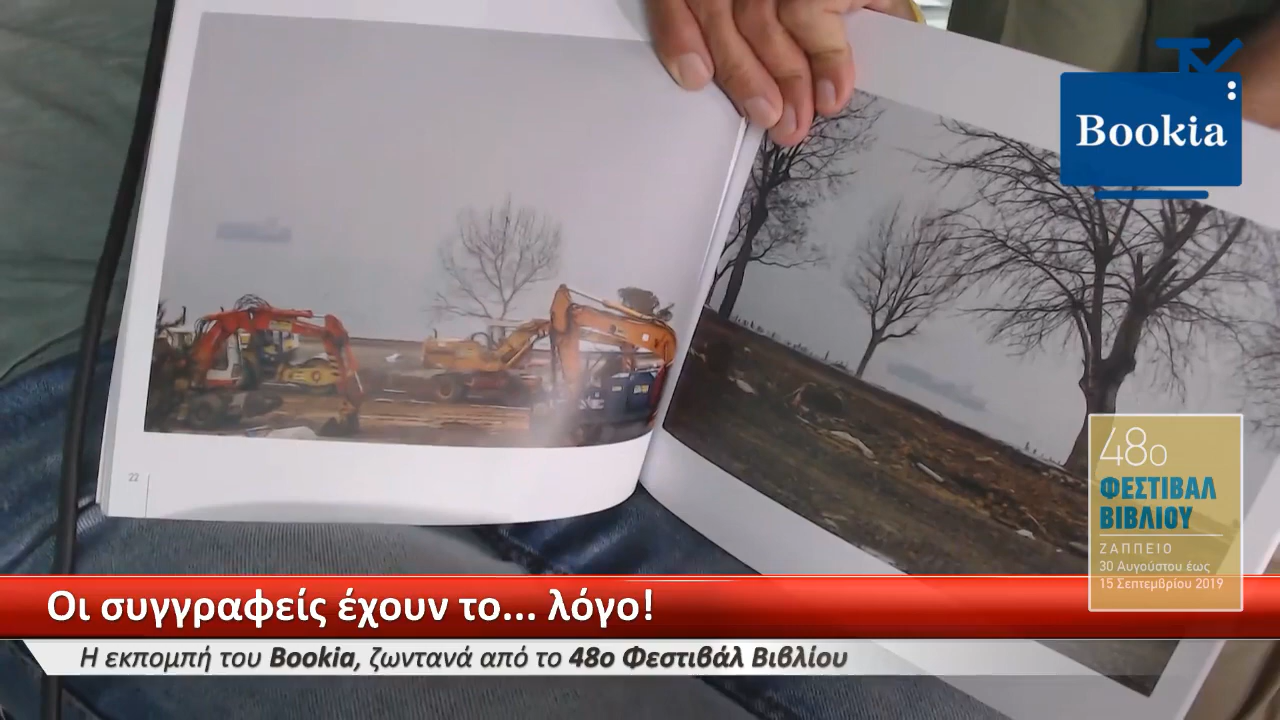 TV
Bookia
22
48ο
ΦΕΣΤΙΒΑΛ
ΒΙΒΛΙΟΥ
ΖΑΠΠΕΙΟ
30 Αυγούστου έως
15 Σεπτεμβρίου 2019
Οι συγγραφείς έχουν το... λόγο!
Η εκπομπή του Bookia, ζωντανά από το 48ο Φεστιβάλ Βιβλίου